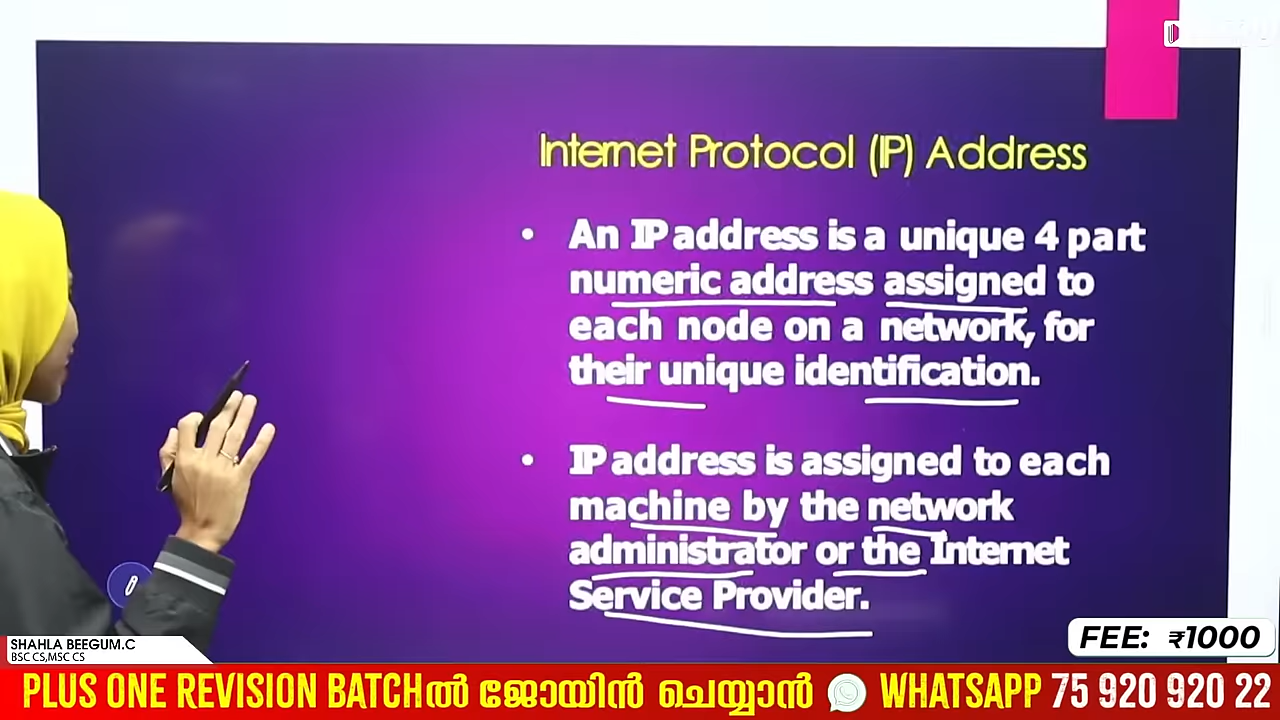 Internet Protocol (IP) Address
• An IP address is a unique 4 part
numeric address assigned to
each node on a network, for
their unique identification.
• IP address is assigned to each
machine by the network
administrator or the Internet
Service Provider.
FEE: ₹1000
SHAHLA BEEGUM.C
BSC CS,MSC CS
PLUS ONE REVISION BATCHൽ ജോയിൻ ചെയ്യാൻ WHATSAPP 75 920 920 22